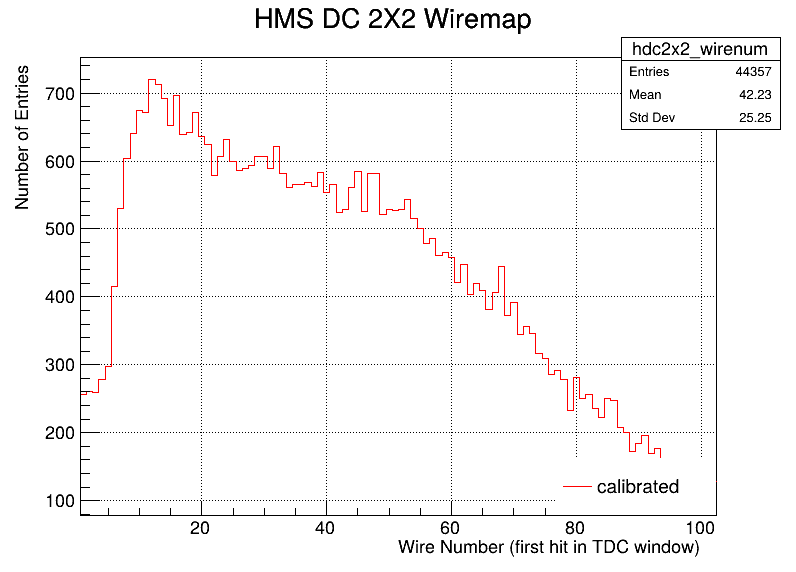 HMS DC 2X2 Wiremap
hdc2x2_wirenum
Entries 44357
Mean 42.23
Std Dev 25.25
Number of Entries
700
600
500
400
300
200
100
calibrated
20 40 60 80 100
Wire Number (first hit in TDC window)